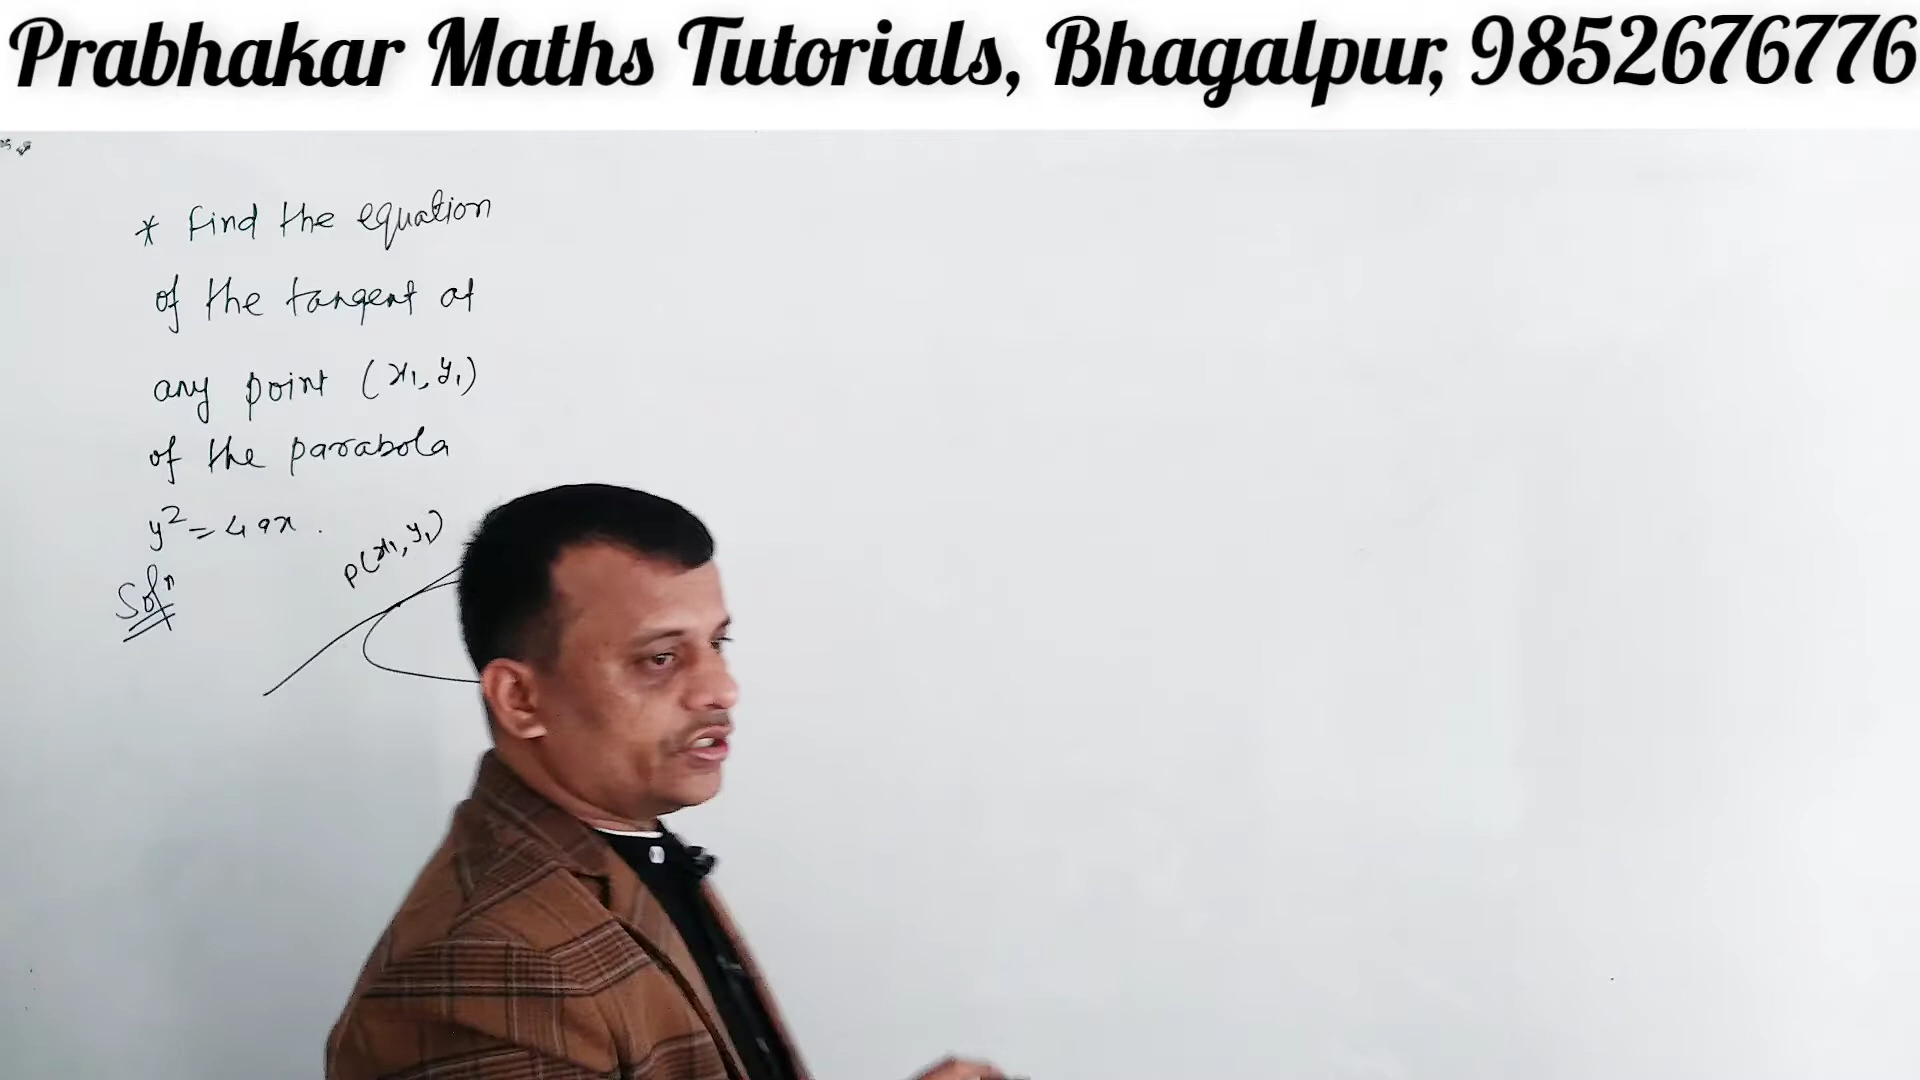 Prabhakar Maths Tutorials, Bhagalpur, 9852676776
* Find the equation
of the tangent at
any point (x₁, y₁)
of the parabola
y² = 4ax .
P(x₁, y₁)
Solⁿ